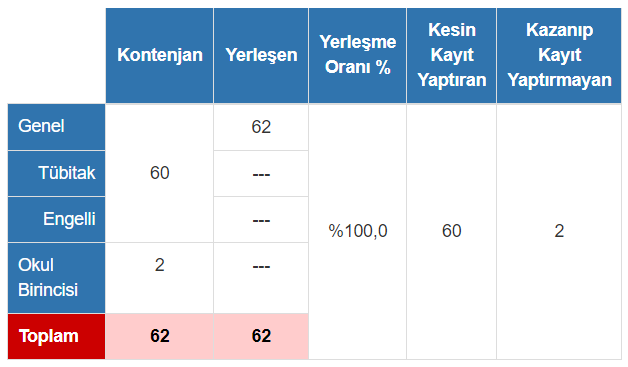 Kontenjan Yerleşen Yerleşme Oranı % Kesin Kayıt Yaptıran Kazanıp Kayıt Yaptırmayan
Genel 60 62 %100,0 60 2
Tübitak ---
Engelli ---
Okul Birincisi 2 ---
Toplam 62 62